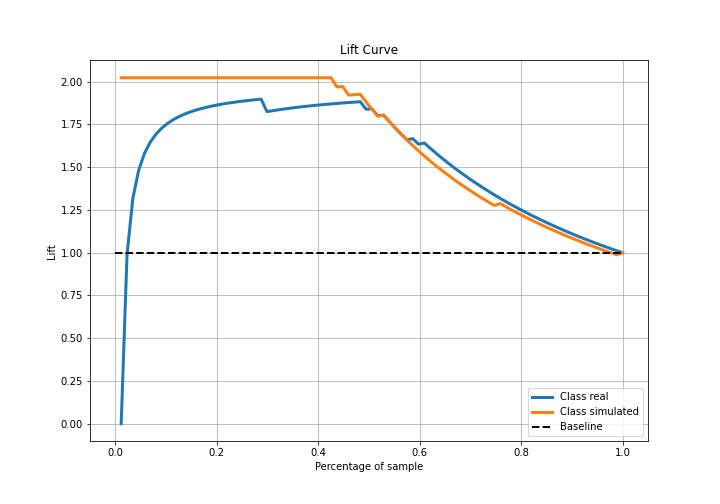 Lift Curve
Lift
2.00
1.75
1.50
1.25
1.00
0.75
0.50
0.25
0.00
0.0 0.2 0.4 0.6 0.8 1.0
Percentage of sample
Class real
Class simulated
Baseline